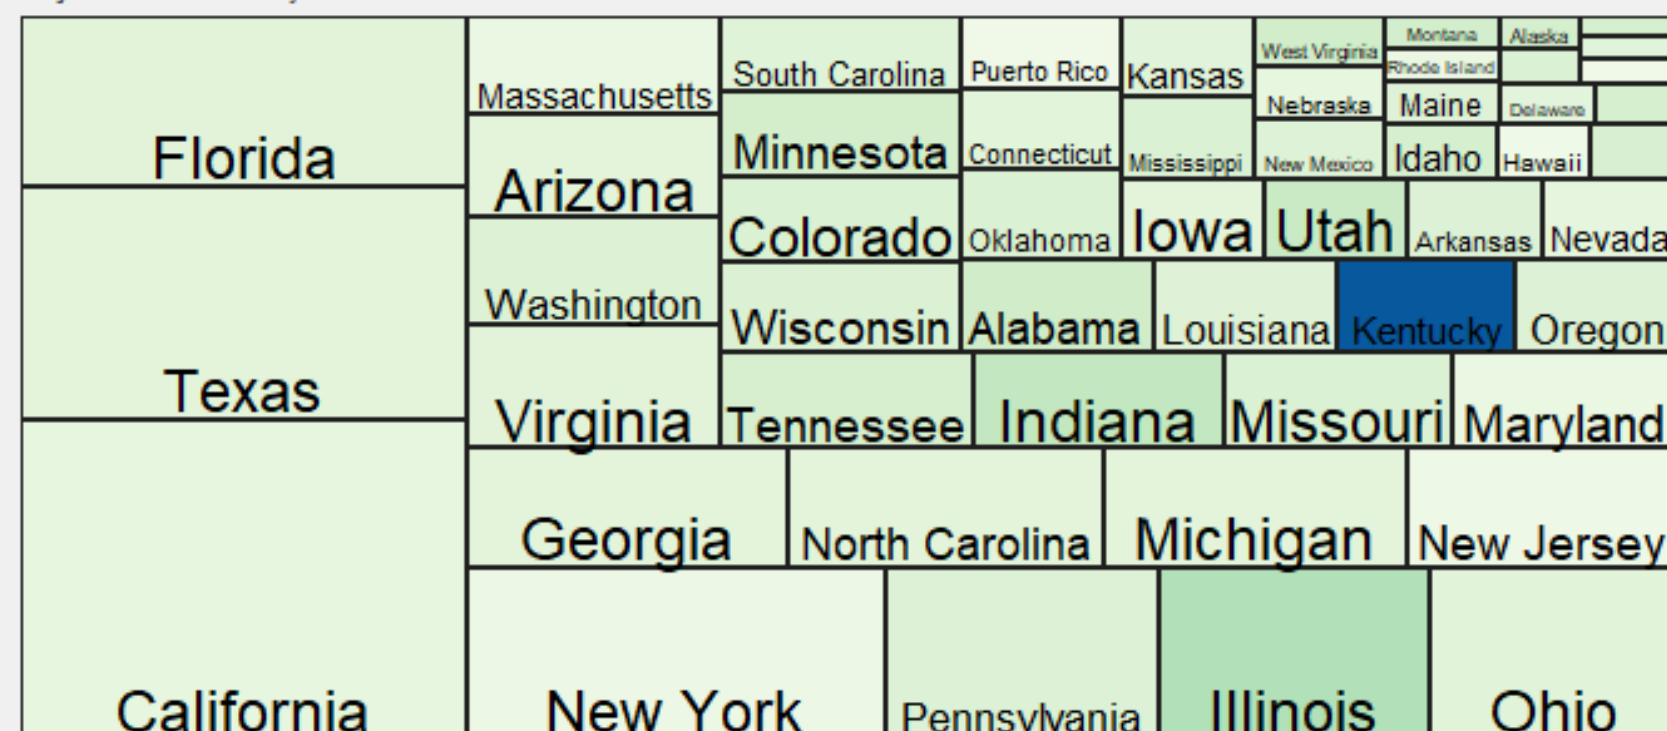 Florida
Texas
California
Massachusetts
Arizona
Washington
Virginia
South Carolina
Minnesota
Colorado
Wisconsin
Tennessee
Puerto Rico
Connecticut
Oklahoma
Alabama
Indiana
Kansas
Mississippi
Iowa
Louisiana
Missouri
West Virginia
Nebraska
New Mexico
Utah
Kentucky
Montana
Rhode Island
Maine
Idaho
Arkansas
Alaska
Delaware
Hawaii
Nevada
Oregon
Maryland
Georgia
North Carolina
Michigan
New Jersey
New York
Pennsylvania
Illinois
Ohio